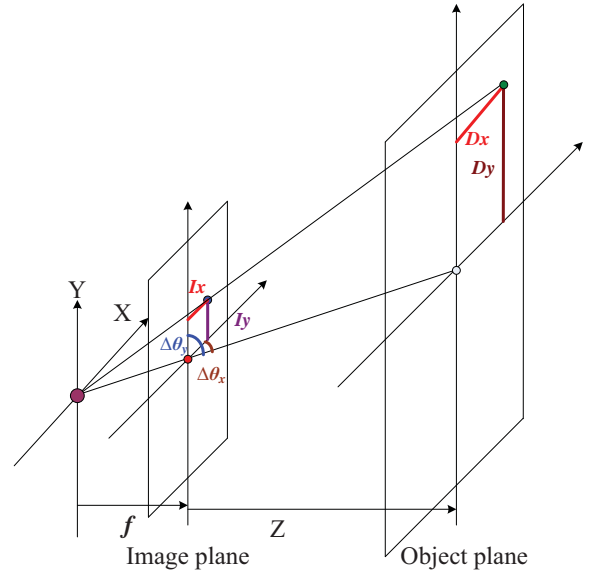 Dx
Dy
Y
X
Ix
Iy
Δθy
Δθx
f
Z
Image plane
Object plane